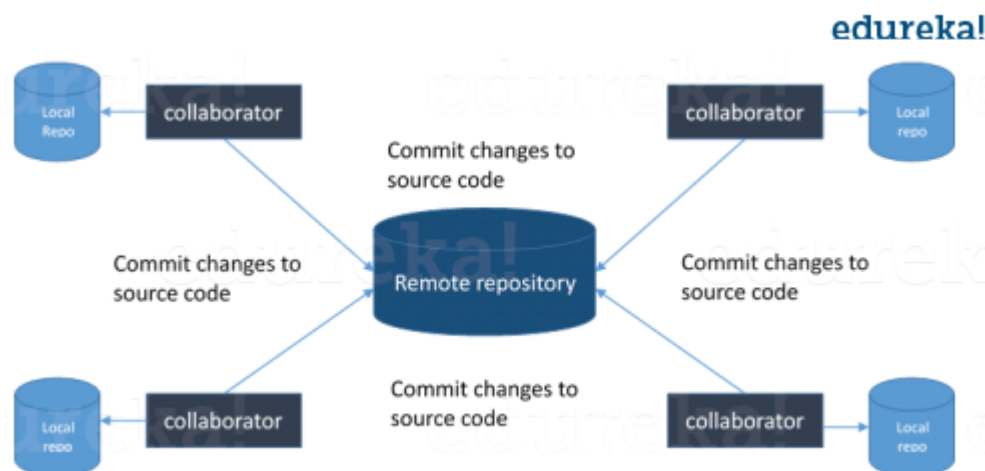 edureka!
Local
Repo
collaborator
collaborator
Local
repo
Commit changes to
source code
Commit changes to
source code
Remote repository
Commit changes to
source code
Commit changes to
source code
Local
repo
collaborator
collaborator
Local
repo